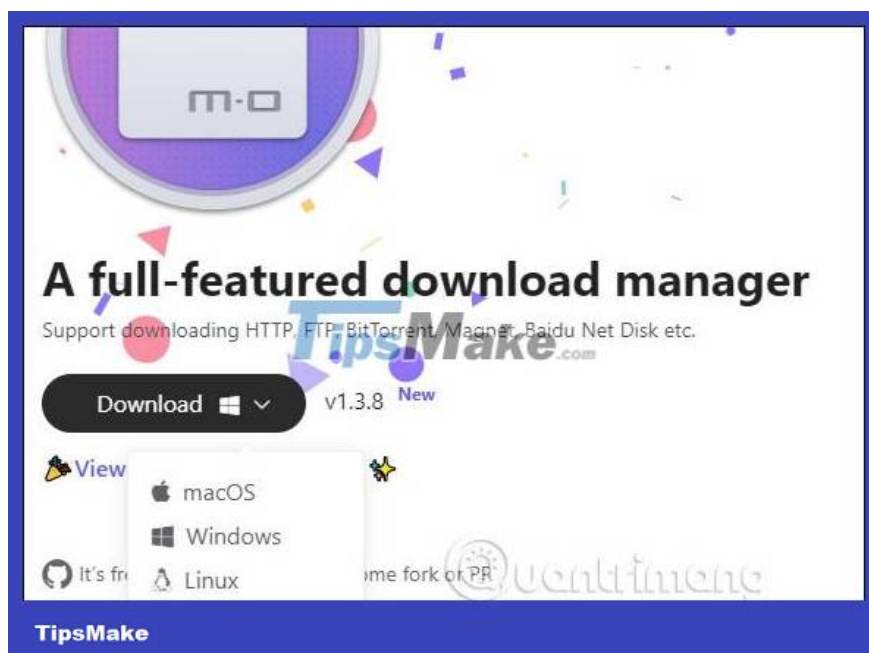 m·o
A full-featured download manager
Support downloading HTTP, FTP, BitTorrent, Magnet, Baidu Net Disk etc.
TipsMake.com
Download
v1.3.8 New
View
macOS
Windows
It's fr ome fork or PR
Linux
Quantrimang
TipsMake